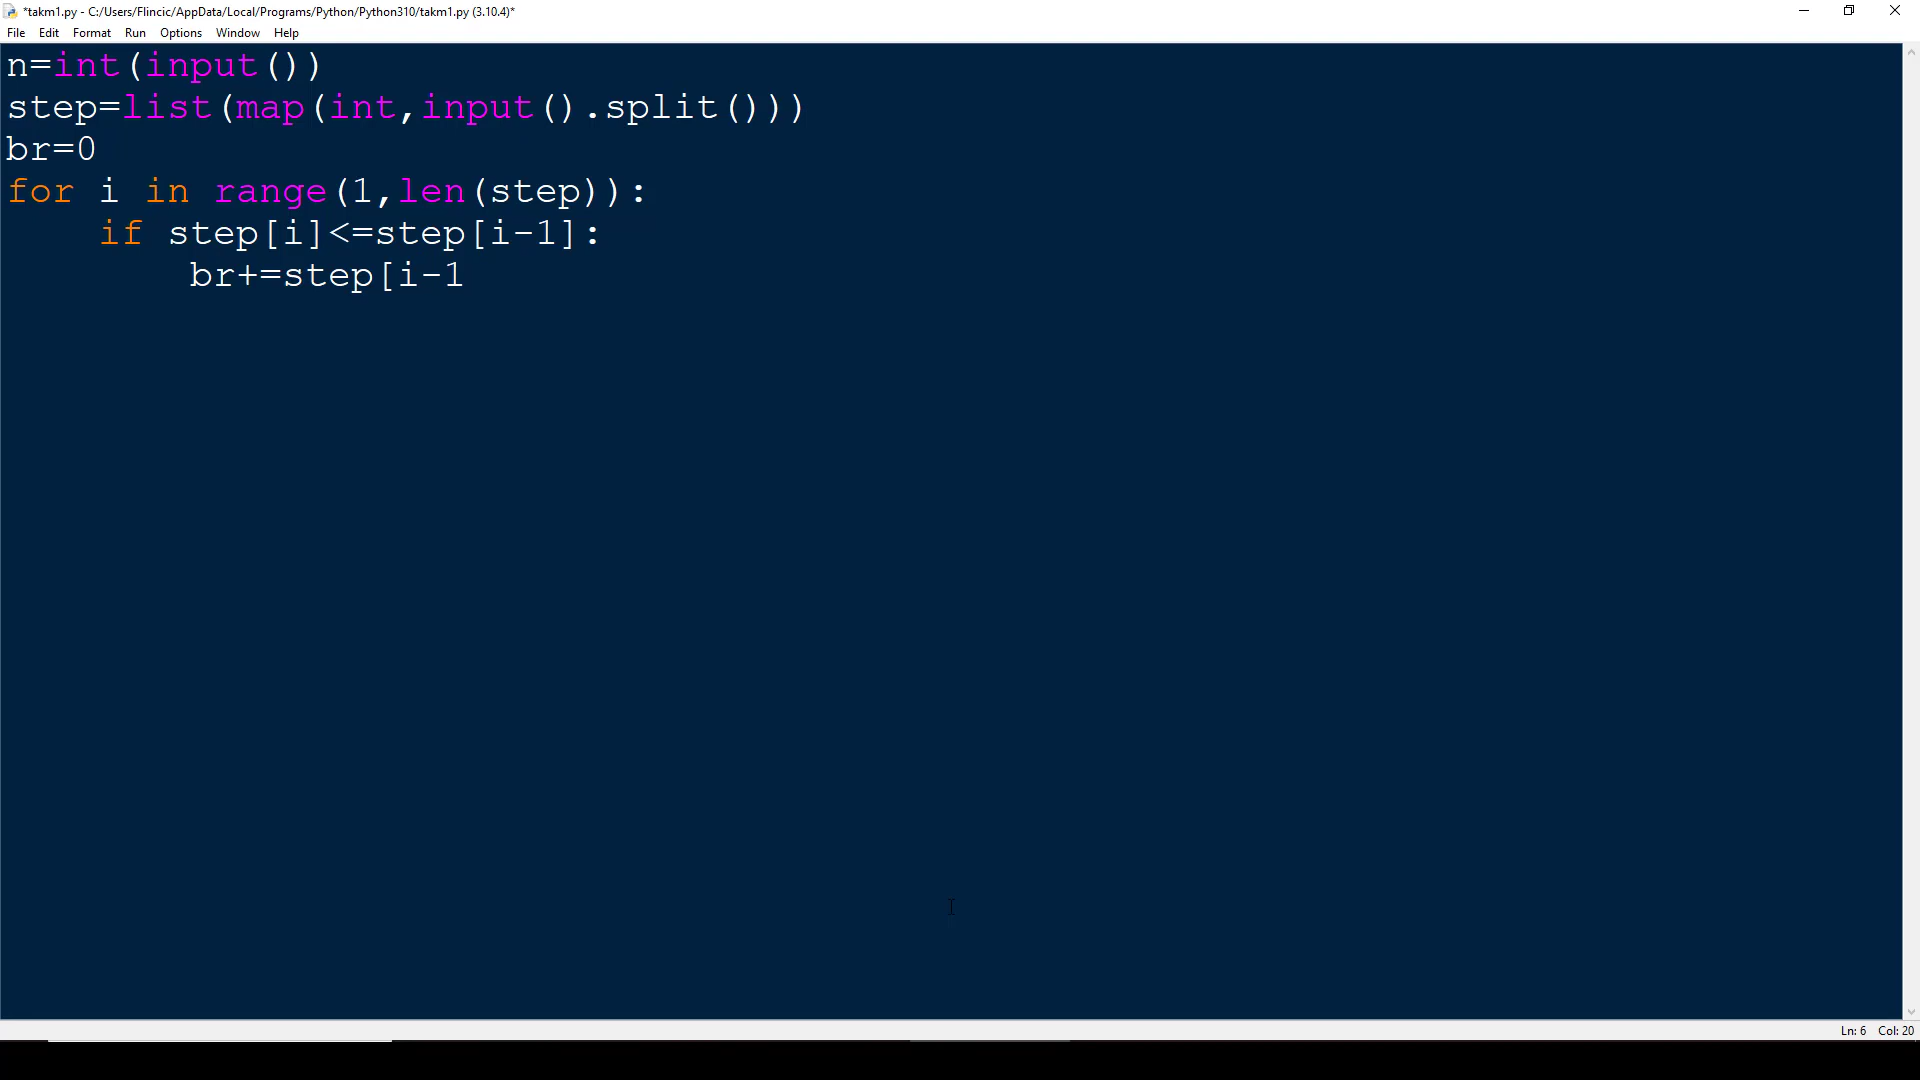 *takm1.py - C:/Users/Flincic/AppData/Local/Programs/Python/Python310/takm1.py (3.10.4)*
File Edit Format Run Options Window Help
n=int(input())
step=list(map(int,input().split()))
br=0
for i in range(1,len(step)):
    if step[i]<=step[i-1]:
        br+=step[i-1
Ln: 6 Col: 20